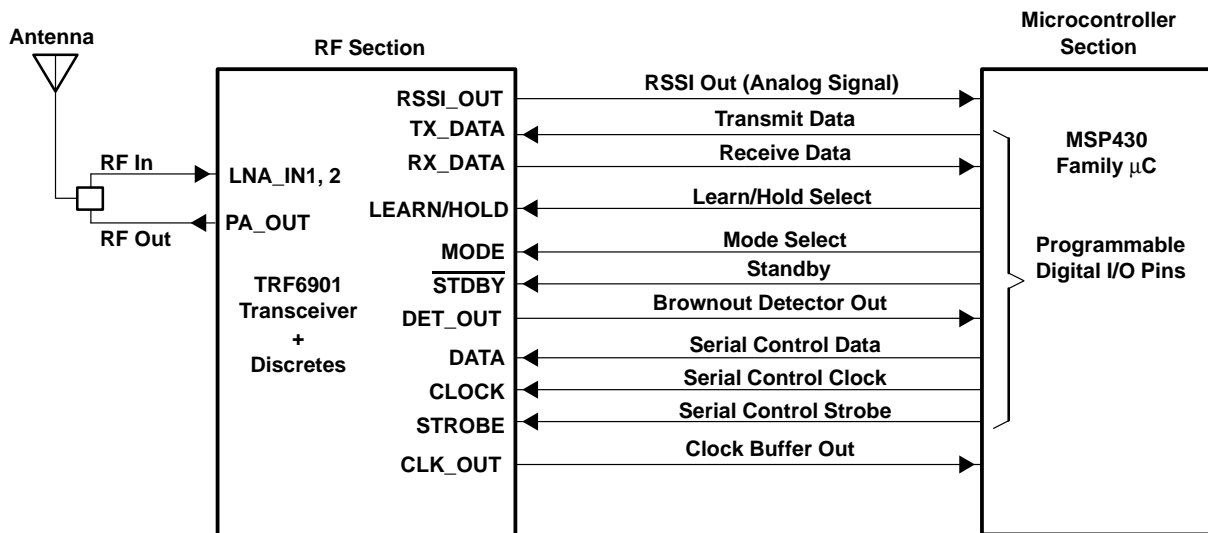 Antenna
RF Section
Microcontroller
Section
RSSI_OUT
RSSI Out (Analog Signal)
TX_DATA
Transmit Data
RX_DATA
Receive Data
MSP430
Family μC
RF In
LNA_IN1, 2
LEARN/HOLD
Learn/Hold Select
RF Out
PA_OUT
MODE
Mode Select
Programmable
Digital I/O Pins
STDBY
Standby
TRF6901
Transceiver
+
Discretes
DET_OUT
Brownout Detector Out
DATA
Serial Control Data
CLOCK
Serial Control Clock
STROBE
Serial Control Strobe
CLK_OUT
Clock Buffer Out